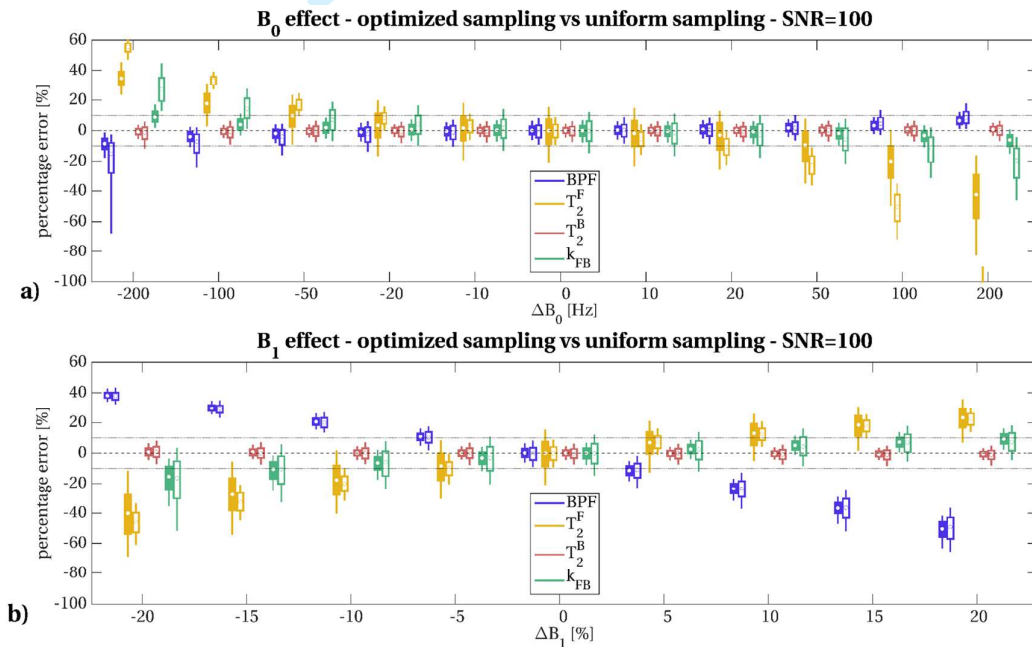 B0 effect - optimized sampling vs uniform sampling - SNR=100
60
40
20
0
-20
-40
-60
-80
-100
percentage error [%]
BPF
T2F
T2B
kFB
-200 -100 -50 -20 -10 0 10 20 50 100 200
ΔB0 [Hz]
a)
B1 effect - optimized sampling vs uniform sampling - SNR=100
60
40
20
0
-20
-40
-60
-80
-100
percentage error [%]
BPF
T2F
T2B
kFB
-20 -15 -10 -5 0 5 10 15 20
ΔB1 [%]
b)